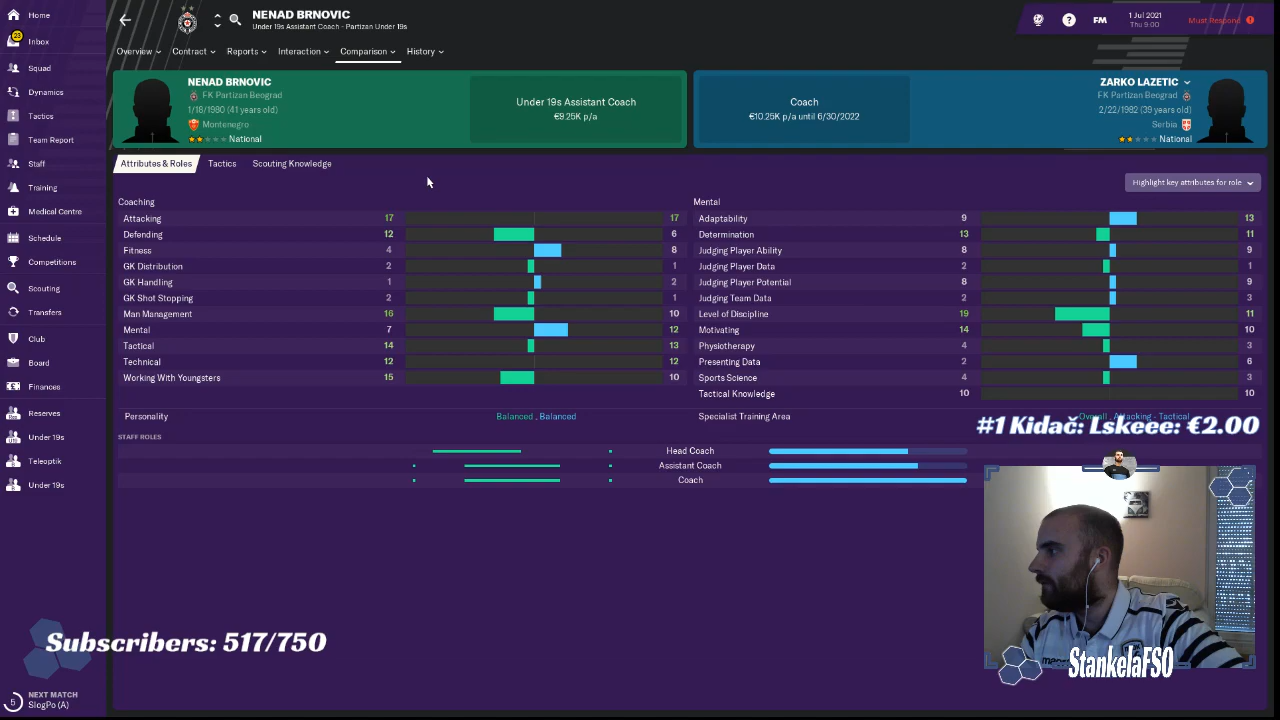 Home
23
Inbox
Squad
Dynamics
Tactics
Team Report
Staff
Training
Medical Centre
Schedule
Competitions
Scouting
Transfers
Club
Board
Finances
Reserves
Under 19s
Teleoptik
Under 19s
5
NEXT MATCH
SlogPo (A)
NENAD BRNOVIC
Under 19s Assistant Coach - Partizan Under 19s
FM
1 Jul 2021
Thu 9:00
Must Respond
Overview
Contract
Reports
Interaction
Comparison
History
NENAD BRNOVIC
FK Partizan Beograd
1/18/1980 (41 years old)
Montenegro
National
Under 19s Assistant Coach
€9.25K p/a
Coach
€10.25K p/a until 6/30/2022
ZARKO LAZETIC
FK Partizan Beograd
2/22/1982 (39 years old)
Serbia
National
Attributes & Roles
Tactics
Scouting Knowledge
Highlight key attributes for role
Coaching
Attacking 17 17
Defending 12 6
Fitness 4 8
GK Distribution 2 1
GK Handling 1 2
GK Shot Stopping 2 1
Man Management 16 10
Mental 7 12
Tactical 14 13
Technical 12 12
Working With Youngsters 15 10
Personality Balanced , Balanced
Mental
Adaptability 9 13
Determination 13 11
Judging Player Ability 8 9
Judging Player Data 2 1
Judging Player Potential 8 9
Judging Team Data 2 3
Level of Discipline 19 11
Motivating 14 10
Physiotherapy 4 3
Presenting Data 2 6
Sports Science 4 3
Tactical Knowledge 10 10
Specialist Training Area Overall , Attacking - Tactical
STAFF ROLES
Head Coach
Assistant Coach
Coach
#1 Kidač: Lskeee: €2.00
Subscribers: 517/750
StankelaFSO